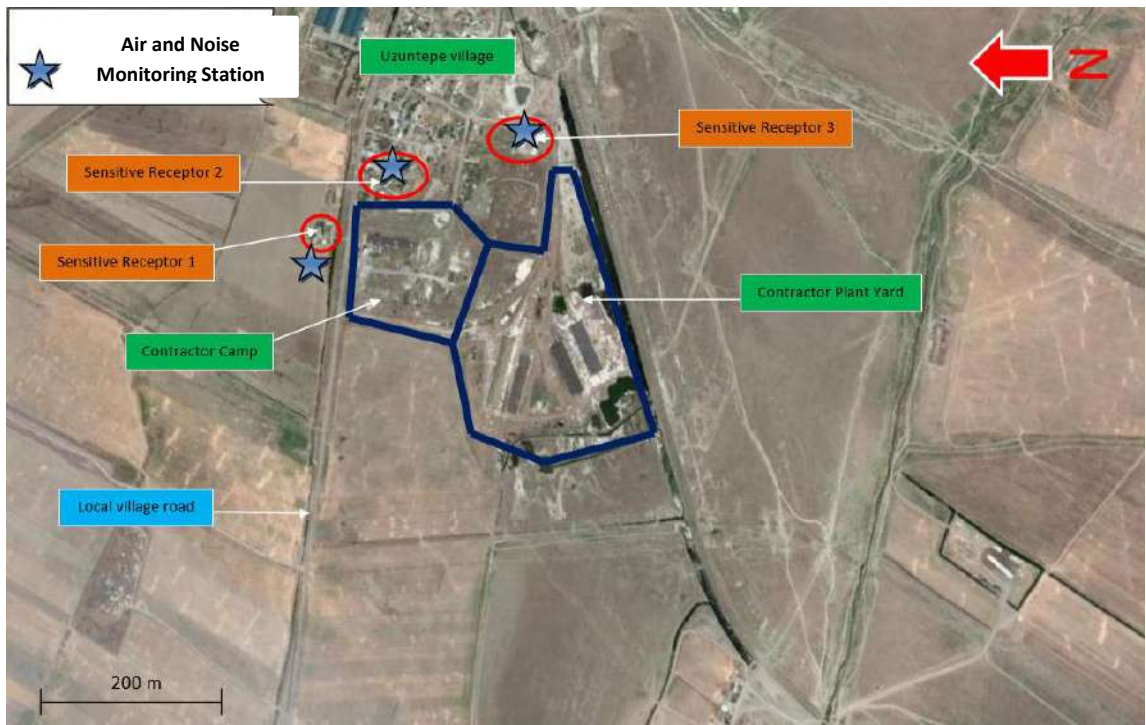 Air and Noise
Monitoring Station
Uzuntepe village
N
Sensitive Receptor 3
Sensitive Receptor 2
Sensitive Receptor 1
Contractor Plant Yard
Contractor Camp
Local village road
200 m